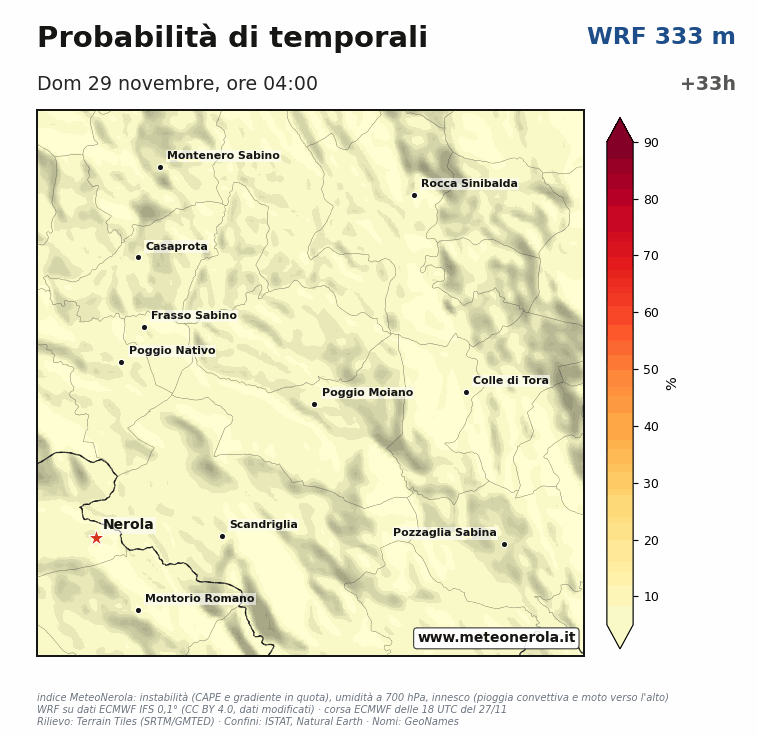 Probabilità di temporali
WRF 333 m
Dom 29 novembre, ore 04:00
+33h
Montenero Sabino
Rocca Sinibalda
Casaprota
Frasso Sabino
Poggio Nativo
Poggio Moiano
Colle di Tora
Nerola
Scandriglia
Pozzaglia Sabina
Montorio Romano
www.meteonerola.it
90
80
70
60
50
40
30
20
10
%
indice MeteoNerola: instabilità (CAPE e gradiente in quota), umidità a 700 hPa, innesco (pioggia convettiva e moto verso l'alto)
WRF su dati ECMWF IFS 0,1° (CC BY 4.0, dati modificati) · corsa ECMWF delle 18 UTC del 27/11
Rilievo: Terrain Tiles (SRTM/GMTED) · Confini: ISTAT, Natural Earth · Nomi: GeoNames